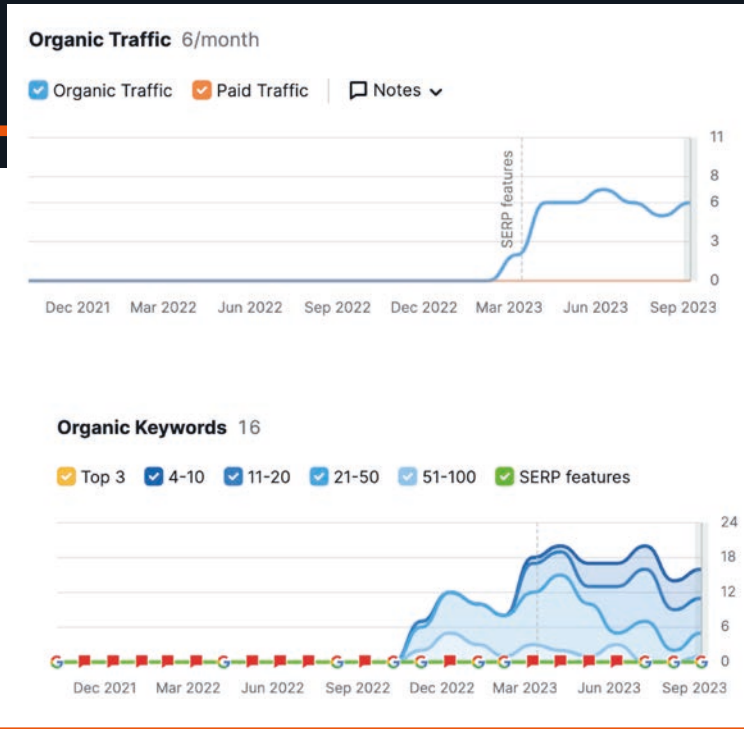 Organic Traffic 6/month
Organic Traffic Paid Traffic Notes
SERP features
11
8
6
3
0
Dec 2021 Mar 2022 Jun 2022 Sep 2022 Dec 2022 Mar 2023 Jun 2023 Sep 2023
Organic Keywords 16
Top 3 4-10 11-20 21-50 51-100 SERP features
24
18
12
6
0
Dec 2021 Mar 2022 Jun 2022 Sep 2022 Dec 2022 Mar 2023 Jun 2023 Sep 2023